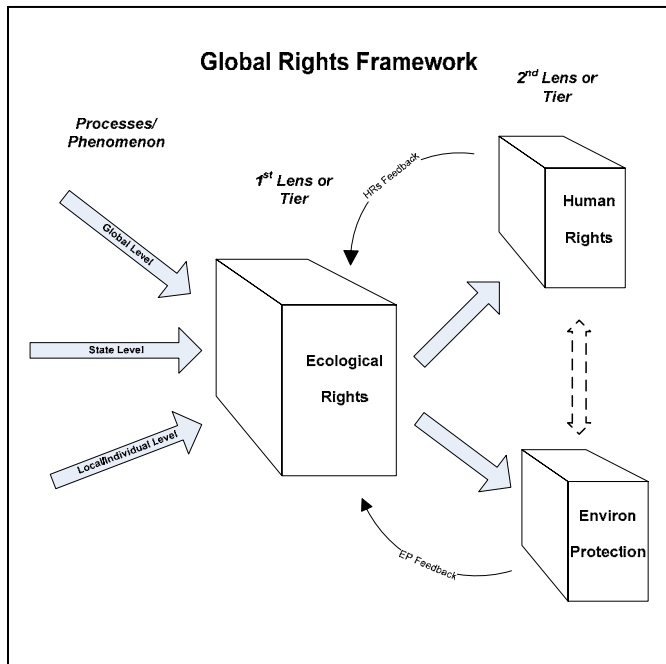 Global Rights Framework
2nd Lens or
Tier
Processes/
Phenomenon
1st Lens or
Tier
HRs Feedback
Human
Rights
Global Level
State Level
Ecological
Rights
Local/Individual Level
Environ
Protection
EP Feedback